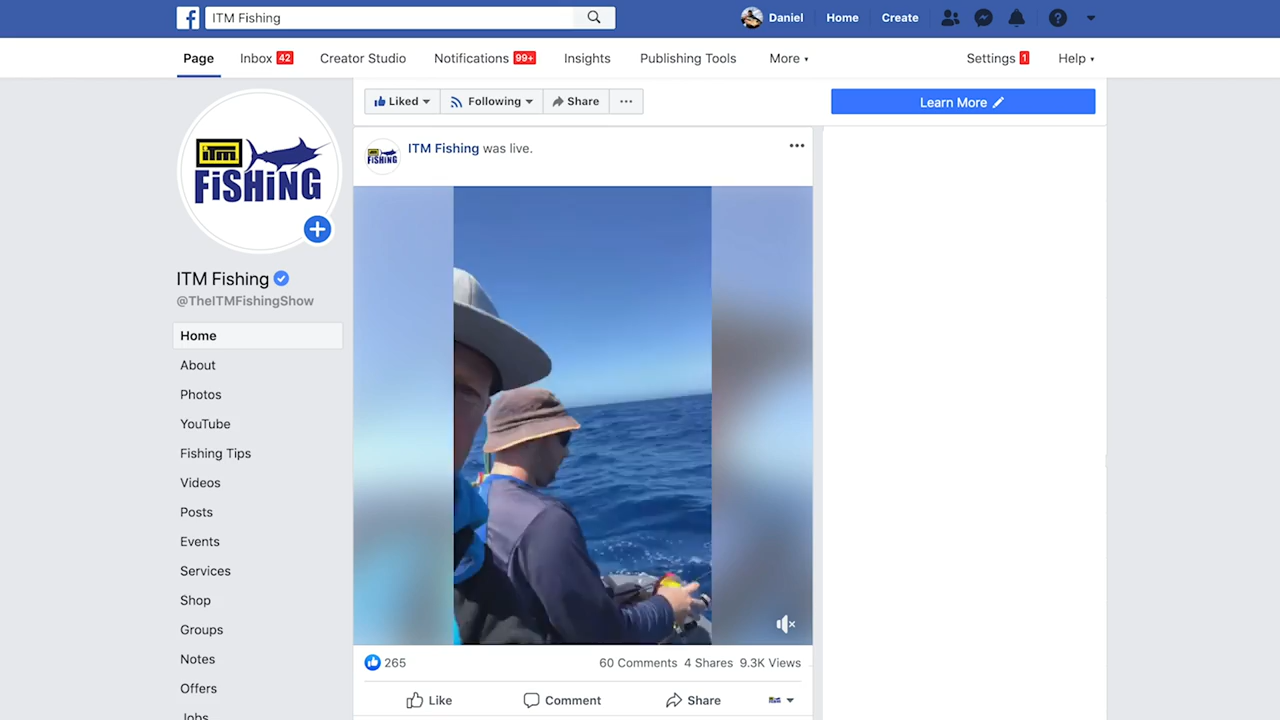 ITM Fishing
Daniel
Home
Create
Page
Inbox 42
Creator Studio
Notifications 99+
Insights
Publishing Tools
More
Settings 1
Help
Liked
Following
Share
Learn More
itm
FiSHiNG
ITM Fishing
@TheITMFishingShow
Home
About
Photos
YouTube
Fishing Tips
Videos
Posts
Events
Services
Shop
Groups
Notes
Offers
Jobs
FiSHiNG
ITM Fishing was live.
265
60 Comments 4 Shares 9.3K Views
Like
Comment
Share